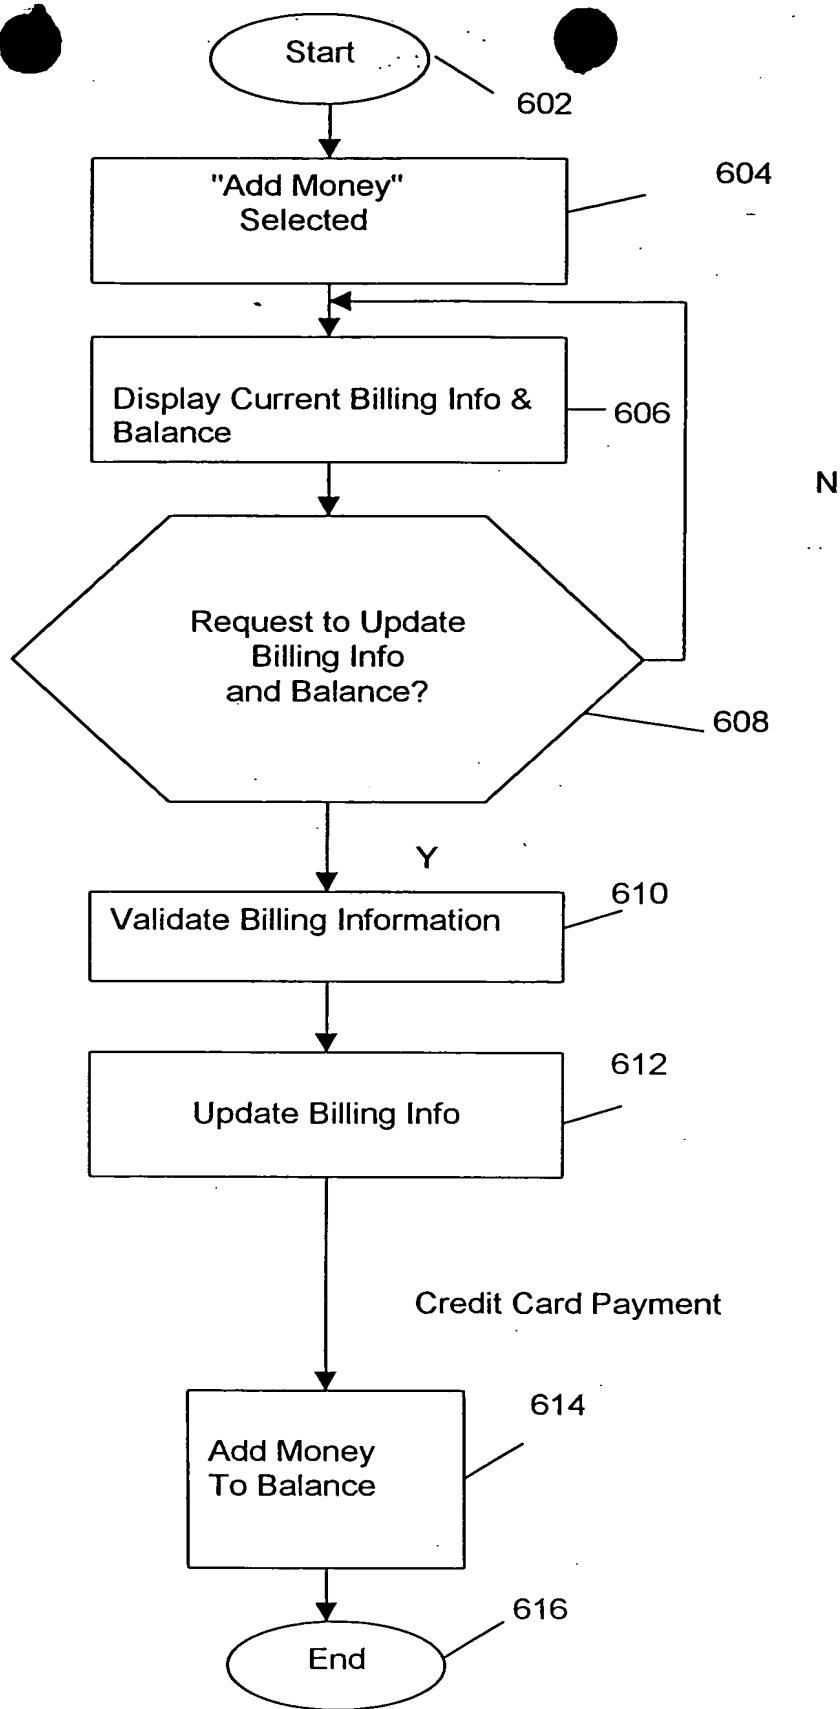 Start
602
604
"Add Money"
Selected
Display Current Billing Info &
Balance
606
N
Request to Update
Billing Info
and Balance?
608
Y
610
Validate Billing Information
612
Update Billing Info
Credit Card Payment
614
Add Money
To Balance
616
End